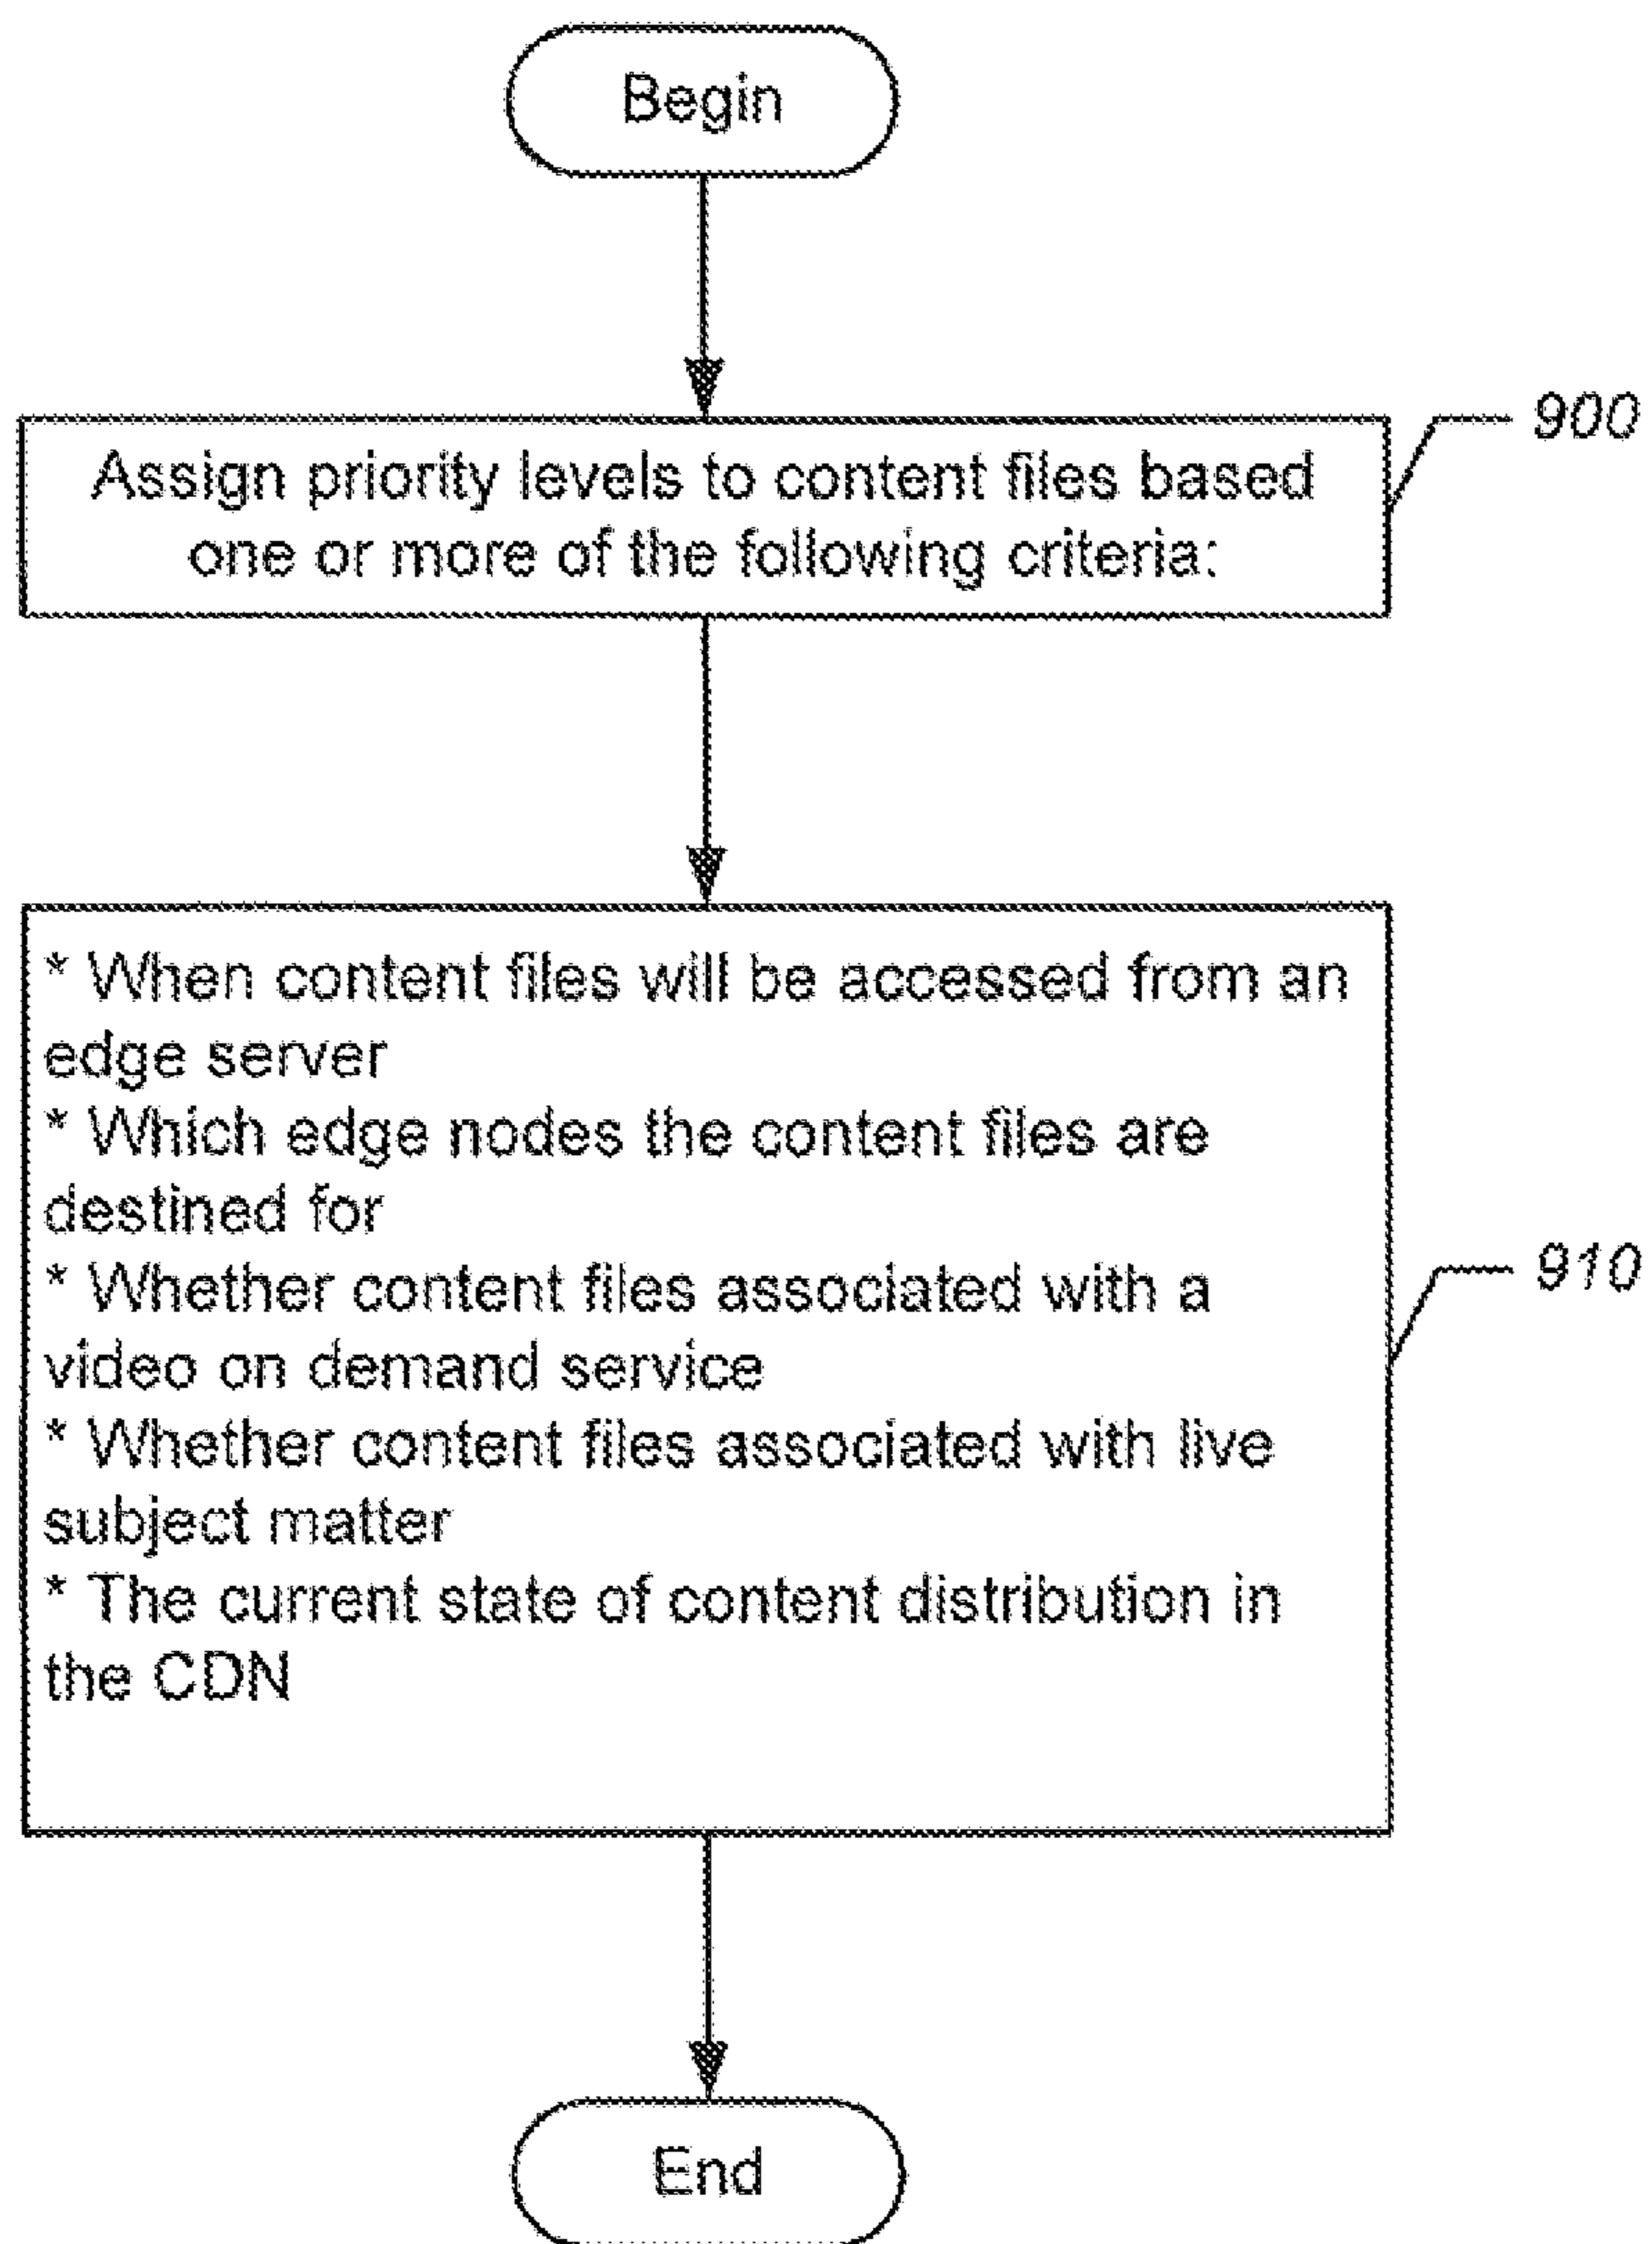 Begin
900
Assign priority levels to content files based
one or more of the following criteria:
* When content files will be accessed from an
edge server
* Which edge nodes the content files are
destined for
* Whether content files associated with a
video on demand service
* Whether content files associated with live
subject matter
* The current state of content distribution in
the CDN
910
End